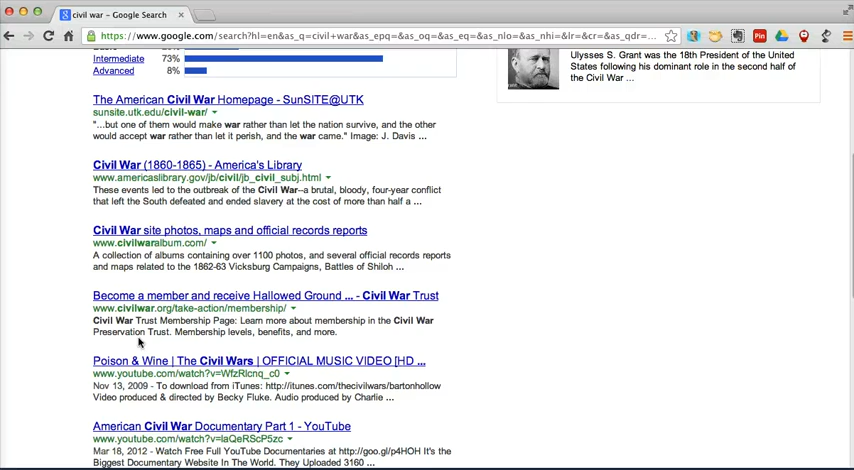 civil war - Google Search
https://www.google.com/search?hl=en&as_q=civil+war&as_epq=&as_oq=&as_eq=&as_nlo=&as_nhi=&lr=&cr=&as_qdr=...
Intermediate 73%
Advanced 8%
Ulysses S. Grant was the 18th President of the United
States following his dominant role in the second half of
the Civil War ...
The American Civil War Homepage - SunSITE@UTK
sunsite.utk.edu/civil-war/
"...but one of them would make war rather than let the nation survive, and the other
would accept war rather than let it perish, and the war came." Image: J. Davis ...
Civil War (1860-1865) - America's Library
www.americaslibrary.gov/jb/civil/jb_civil_subj.html
These events led to the outbreak of the Civil War--a brutal, bloody, four-year conflict
that left the South defeated and ended slavery at the cost of more than half a ...
Civil War site photos, maps and official records reports
www.civilwaralbum.com/
A collection of albums containing over 1100 photos, and several official records reports
and maps related to the 1862-63 Vicksburg Campaigns, Battles of Shiloh ...
Become a member and receive Hallowed Ground ... - Civil War Trust
www.civilwar.org/take-action/membership/
Civil War Trust Membership Page: Learn more about membership in the Civil War
Preservation Trust. Membership levels, benefits, and more.
Poison & Wine | The Civil Wars | OFFICIAL MUSIC VIDEO [HD ...
www.youtube.com/watch?v=WfzRlcnq_c0
Nov 13, 2009 - To download from iTunes: http://itunes.com/thecivilwars/bartonhollow
Video produced & directed by Becky Fluke. Audio produced by Charlie ...
American Civil War Documentary Part 1 - YouTube
www.youtube.com/watch?v=laQeRScP5zc
Mar 18, 2012 - Watch Free Full YouTube Documentaries at http://goo.gl/p4HOH It's the
Biggest Documentary Website In The World. They Uploaded 3160 ...